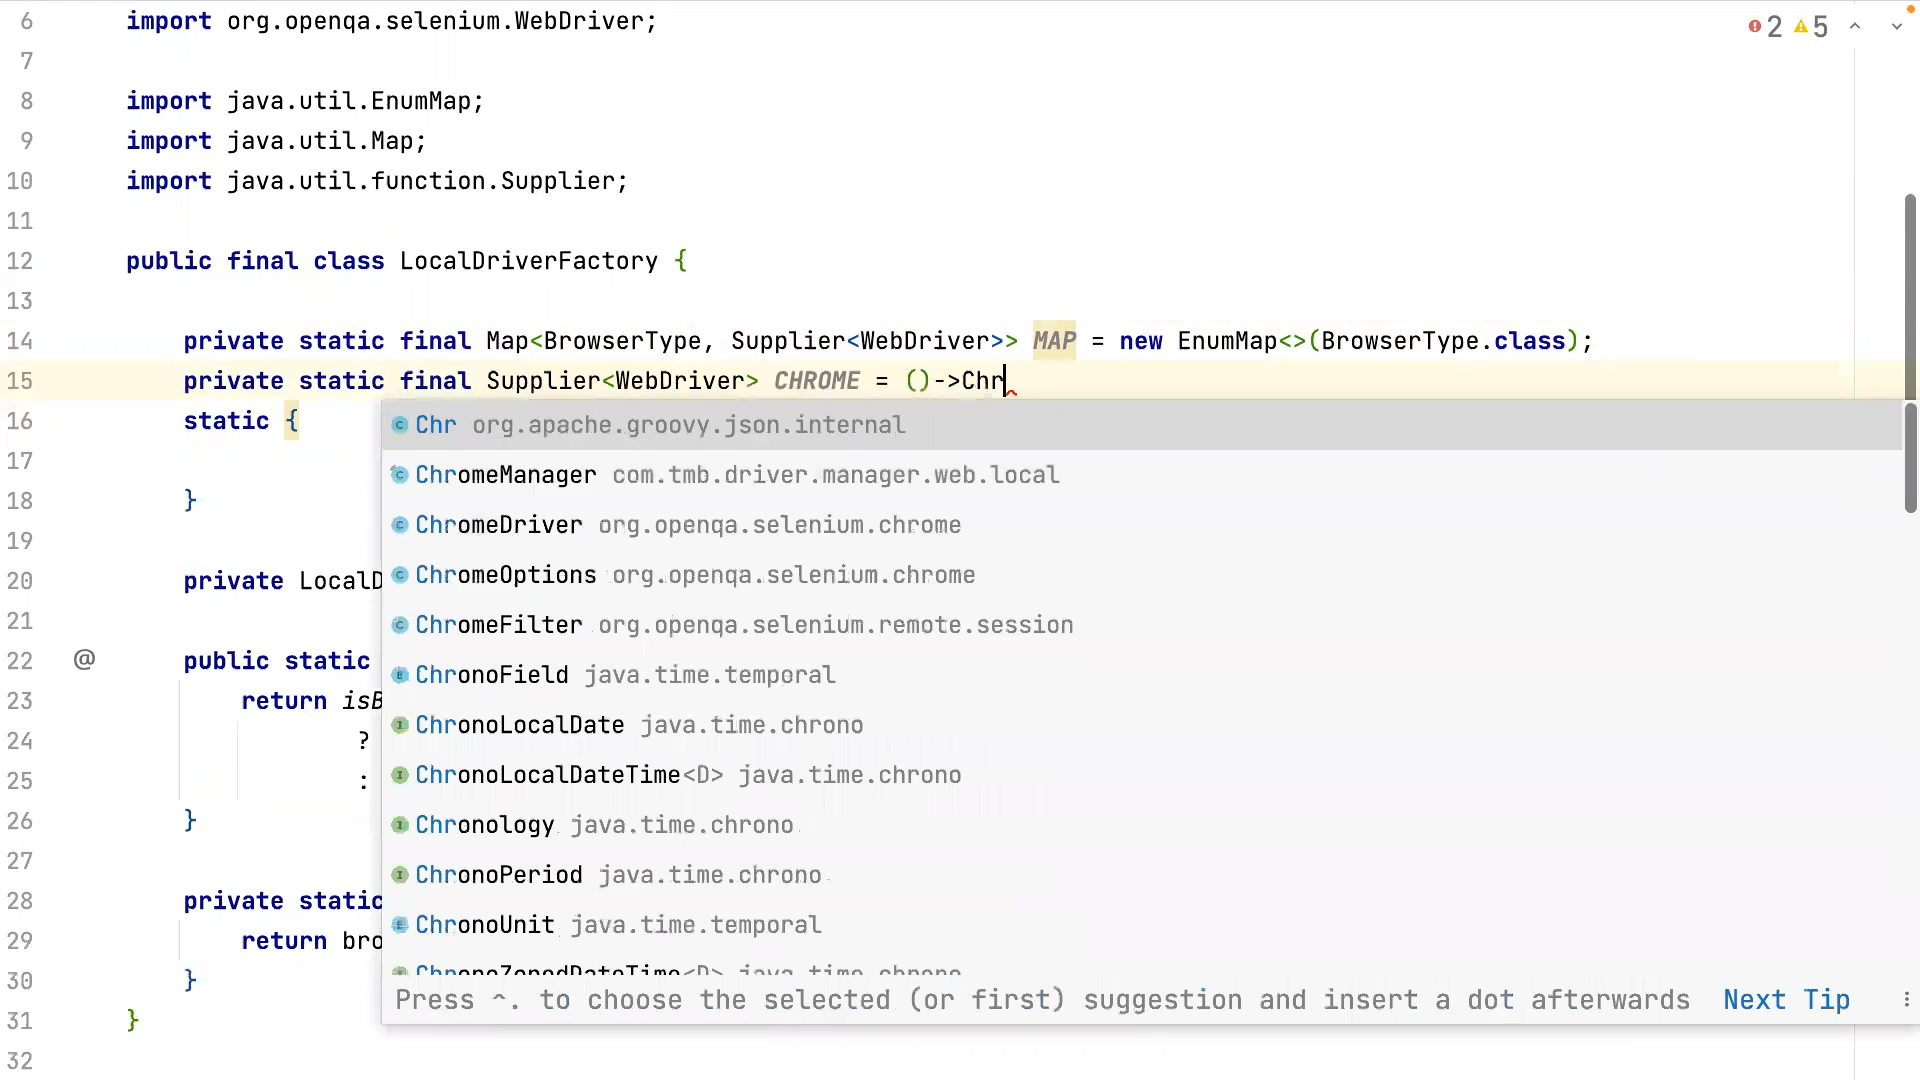 6 import org.openqa.selenium.WebDriver;
2 5
7
8 import java.util.EnumMap;
9 import java.util.Map;
10 import java.util.function.Supplier;
11
12 public final class LocalDriverFactory {
13
14 private static final Map<BrowserType, Supplier<WebDriver>> MAP = new EnumMap<>(BrowserType.class);
15 private static final Supplier<WebDriver> CHROME = ()->Chr
16 static {
Chr org.apache.groovy.json.internal
17
ChromeManager com.tmb.driver.manager.web.local
18 }
ChromeDriver org.openqa.selenium.chrome
19
20 private LocalD
ChromeOptions org.openqa.selenium.chrome
21
ChromeFilter org.openqa.selenium.remote.session
22 @ public static
ChronoField java.time.temporal
23 return isB
ChronoLocalDate java.time.chrono
24 ?
25 :
ChronoLocalDateTime<D> java.time.chrono
26 }
Chronology java.time.chrono
27
ChronoPeriod java.time.chrono
28 private static
ChronoUnit java.time.temporal
29 return bro
ChronoZonedDateTime<D> java.time.chrono
30 }
Press ^. to choose the selected (or first) suggestion and insert a dot afterwards Next Tip
31 }
32